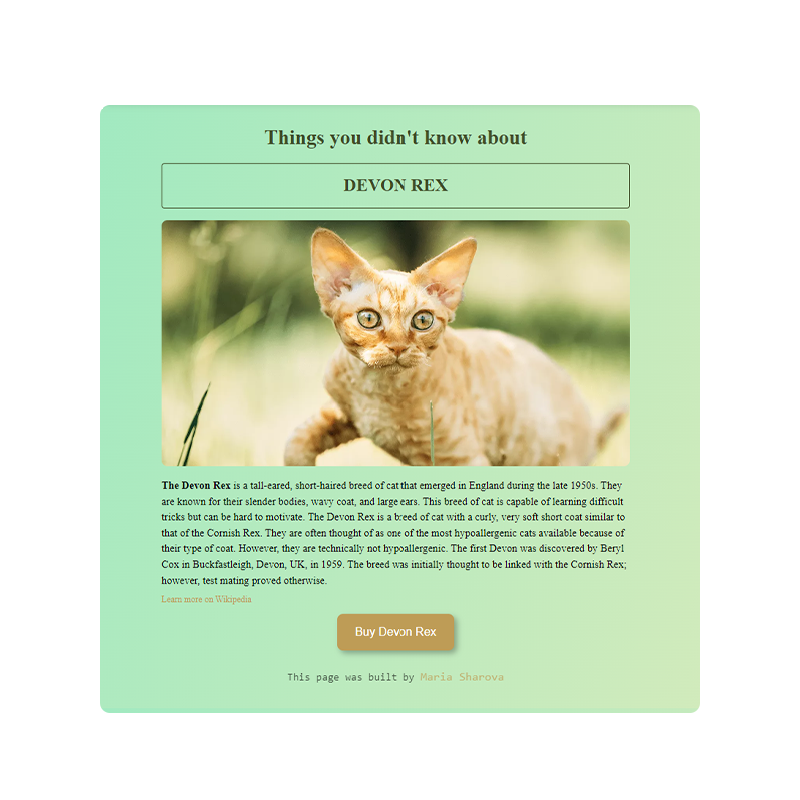 Things you didn't know about
DEVON REX
The Devon Rex is a tall-eared, short-haired breed of cat that emerged in England during the late 1950s. They
are known for their slender bodies, wavy coat, and large ears. This breed of cat is capable of learning difficult
tricks but can be hard to motivate. The Devon Rex is a breed of cat with a curly, very soft short coat similar to
that of the Cornish Rex. They are often thought of as one of the most hypoallergenic cats available because of
their type of coat. However, they are technically not hypoallergenic. The first Devon was discovered by Beryl
Cox in Buckfastleigh, Devon, UK, in 1959. The breed was initially thought to be linked with the Cornish Rex;
however, test mating proved otherwise.
Learn more on Wikipedia
Buy Devon Rex
This page was built by Maria Sharova